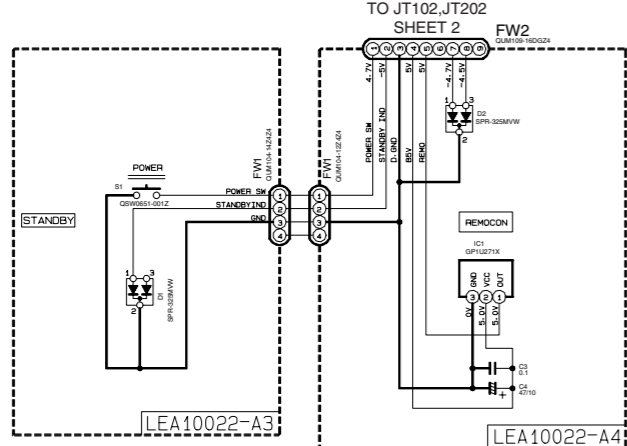 TO JT102,JT202
SHEET 2
FW2
QUM109-16DGZ4
1 2 3 4 5 6 7 8 9
4.7V
-5V
5V
5V
-4.7V
-4.5V
POWER SW
STANDBY IND
D.GND
B5V
REMO
1 3
2
D2
SPR-325MVW
FW1
QUM104-14Z4Z4
FW1
QUM104-12Z4Z4
POWER
S1
QSW0651-001Z
POWER SW
STANDBYIND
GND
1
2
3
4
1
2
3
4
STANDBY
1 3
2
D1
SPR-325MVW
REMOCON
IC1
GP1U271X
GND
VCC
OUT
3 2 1
0V
5.0V
5.0V
C3
0.1
C4
47/10
+
LEA10022-A3
LEA10022-A4